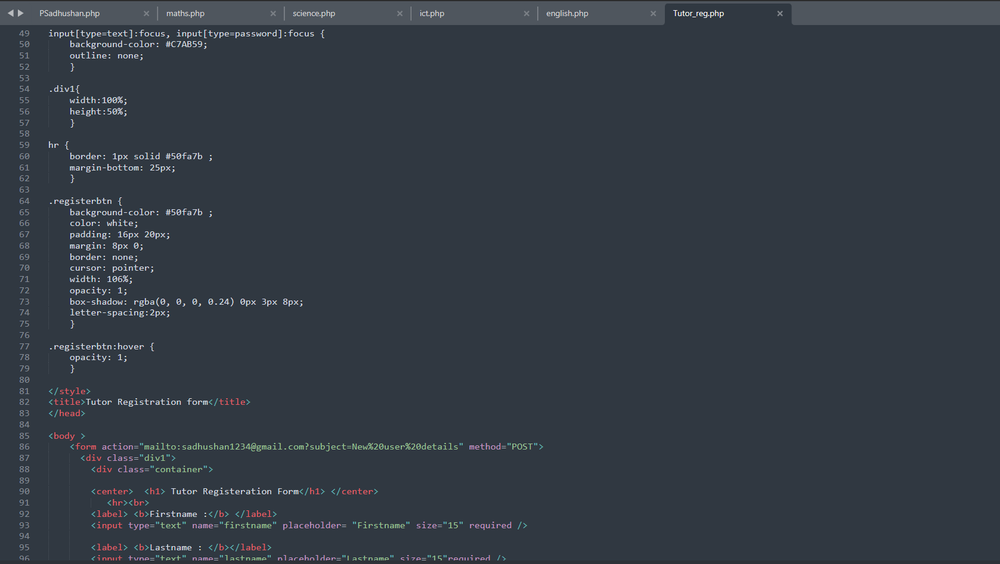 PSadhushan.php maths.php science.php ict.php english.php Tutor_reg.php
49 input[type=text]:focus, input[type=password]:focus {
50 background-color: #C7AB59;
51 outline: none;
52 }
53
54 .div1{
55 width:100%;
56 height:50%;
57 }
58
59 hr {
60 border: 1px solid #50fa7b ;
61 margin-bottom: 25px;
62 }
63
64 .registerbtn {
65 background-color: #50fa7b ;
66 color: white;
67 padding: 16px 20px;
68 margin: 8px 0;
69 border: none;
70 cursor: pointer;
71 width: 106%;
72 opacity: 1;
73 box-shadow: rgba(0, 0, 0, 0.24) 0px 3px 8px;
74 letter-spacing:2px;
75 }
76
77 .registerbtn:hover {
78 opacity: 1;
79 }
80
81 </style>
82 <title>Tutor Registration form</title>
83 </head>
84
85 <body >
86 <form action="mailto:sadhushan1234@gmail.com?subject=New%20user%20details" method="POST">
87 <div class="div1">
88 <div class="container">
89
90 <center>  <h1> Tutor Registeration Form</h1> </center>
91 <hr><br>
92 <label> <b>Firstname :</b> </label>
93 <input type="text" name="firstname" placeholder= "Firstname" size="15" required />
94
95 <label> <b>Lastname : </b></label>
96 <input type="text" name="lastname" placeholder="Lastname" size="15"required />